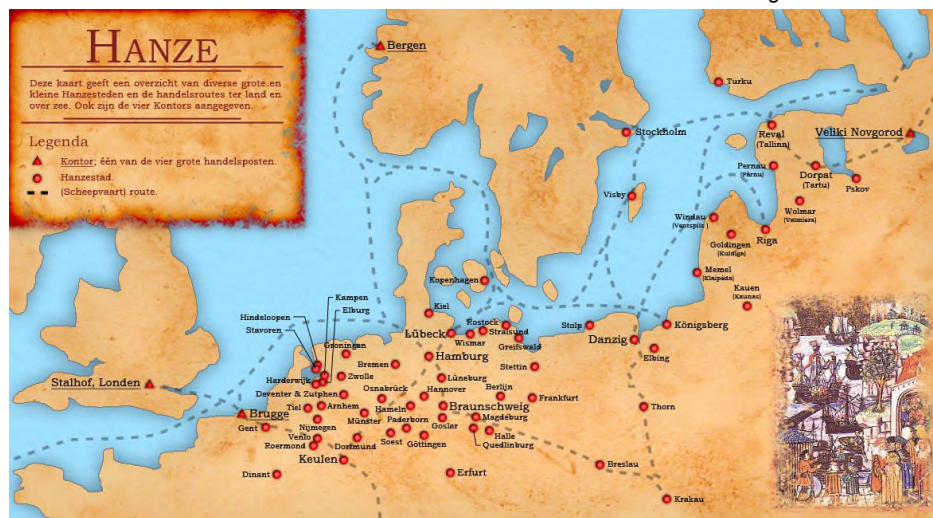 HANZE
Deze kaart geeft een overzicht van diverse grote en
kleine Hanzesteden en de handelsroutes ter land en
over zee. Ook zijn de vier Kontors aangegeven.
Legenda
Kontor; één van de vier grote handelsposten.
Hanzestad.
(Scheepvaart) route.
Bergen
Turku
Stockholm
Reval
(Tallinn)
Veliki Novgorod
Pernau
(Pärnu)
Dorpat
(Tartu)
Pskov
Visby
Wolmar
(Valmiera)
Windau
(Ventspils)
Goldingen
(Kuldīga)
Riga
Memel
(Klaipėda)
Kauen
(Kaunas)
Kopenhagen
Kampen
Elburg
Hindeloopen
Stavoren
Groningen
Kiel
Lübeck
Rostock
Wismar
Stralsund
Greifswald
Stolp
Danzig
Königsberg
Elbing
Bremen
Hamburg
Stettin
Stalhof, Londen
Harderwijk
Zwolle
Lüneburg
Berlijn
Deventer & Zutphen
Osnabrück
Hannover
Frankfurt
Brugge
Tiel
Arnhem
Münster
Hameln
Braunschweig
Thorn
Gent
Nijmegen
Paderborn
Goslar
Magdeburg
Venlo
Roermond
Dortmund
Soest
Göttingen
Halle
Quedlinburg
Keulen
Dinant
Erfurt
Breslau
Krakau